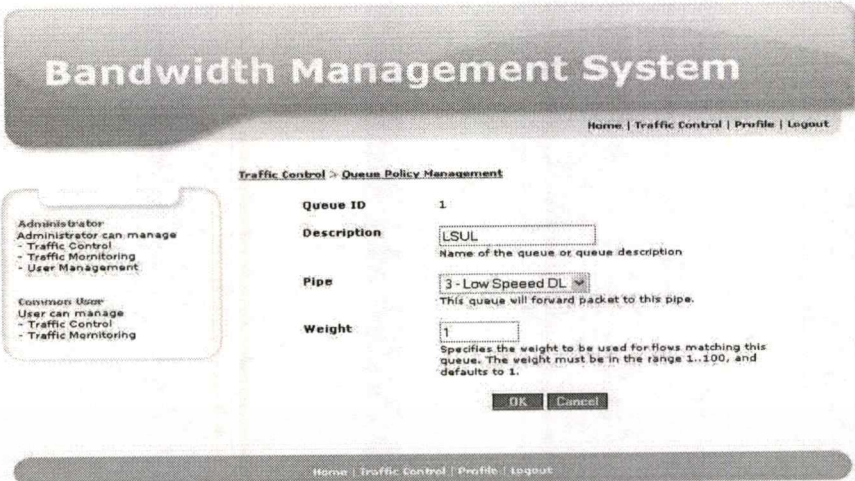 Bandwidth Management System
Home | Traffic Control | Profile | Logout
Traffic Control > Queue Policy Management
Administrator
Administrator can manage
- Traffic Control
- Traffic Mornitoring
- User Management
Common User
User can manage
- Traffic Control
- Traffic Mornitoring
Queue ID 1
Description LSUL
Name of the queue or queue description
Pipe 3 - Low Speeed DL
This queue will forward packet to this pipe.
Weight 1
Specifies the weight to be used for flows matching this
queue. The weight must be in the range 1..100, and
defaults to 1.
OK Cancel
Home | Traffic Control | Profile | Logout